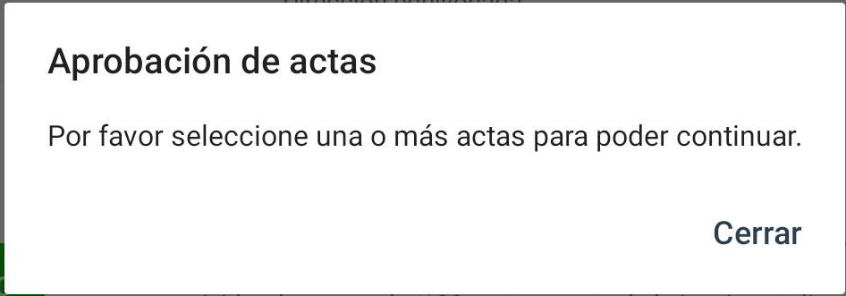 Aprobación de actas
Por favor seleccione una o más actas para poder continuar.
Cerrar